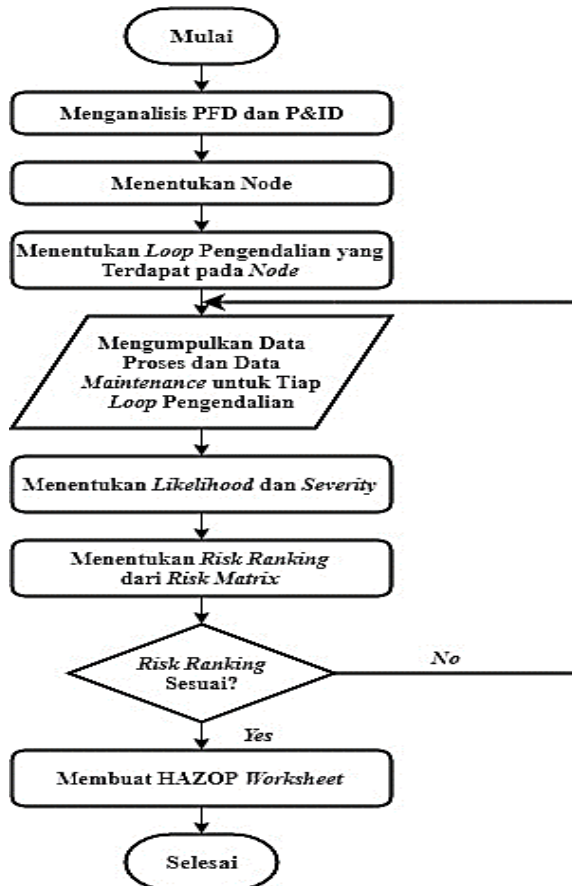 Mulai
Menganalisis PFD dan P&ID
Menentukan Node
Menentukan Loop Pengendalian yang
Terdapat pada Node
Mengumpulkan Data
Proses dan Data
Maintenance untuk Tiap
Loop Pengendalian
Menentukan Likelihood dan Severity
Menentukan Risk Ranking
dari Risk Matrix
Risk Ranking
Sesuai?
No
Yes
Membuat HAZOP Worksheet
Selesai